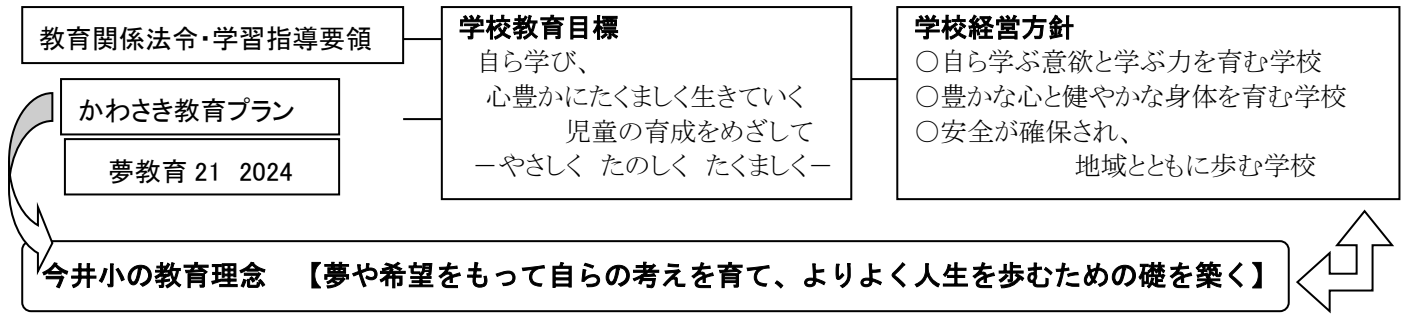 教育関係法令・学習指導要領
かわさき教育プラン
夢教育 21 2024
学校教育目標
自ら学び、
心豊かにたくましく生きていく
児童の育成をめざして
－やさしく たのしく たくましく－
学校経営方針
○自ら学ぶ意欲と学ぶ力を育む学校
○豊かな心と健やかな身体を育む学校
○安全が確保され、
地域とともに歩む学校
今井小の教育理念 【夢や希望をもって自らの考えを育て、よりよく人生を歩むための礎を築く】